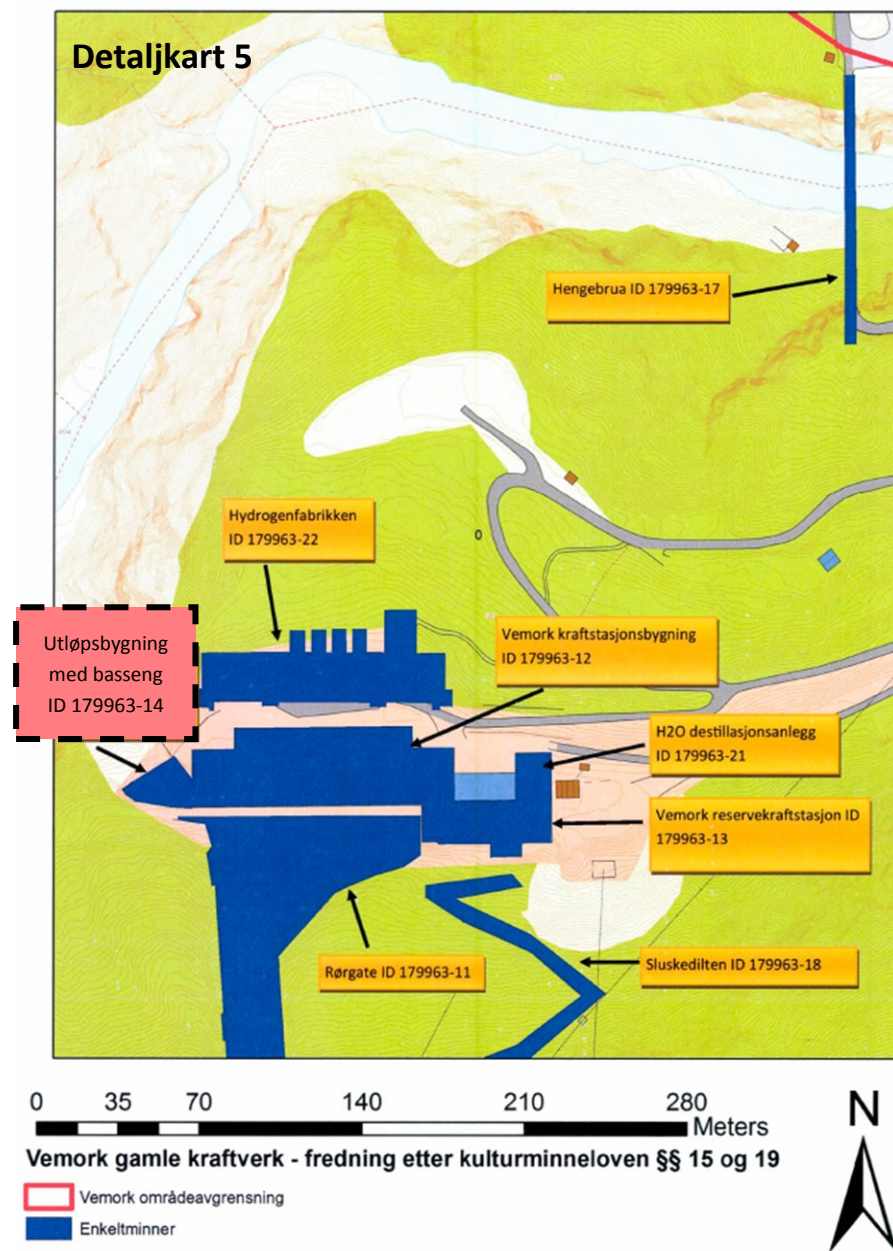 Detaljkart 5
Hengebrua ID 179963-17
Hydrogenfabrikken
ID 179963-22
0
Utløpsbygning
med basseng
ID 179963-14
Vemork kraftstasjonsbygning
ID 179963-12
H2O destillasjonsanlegg
ID 179963-21
Vemork reservekraftstasjon ID
179963-13
Rørgate ID 179963-11
Sluskedilten ID 179963-18
0 35 70 140 210 280
Meters
N
Vemork gamle kraftverk - fredning etter kulturminneloven §§ 15 og 19
Vemork områdeavgrensning
Enkeltminner